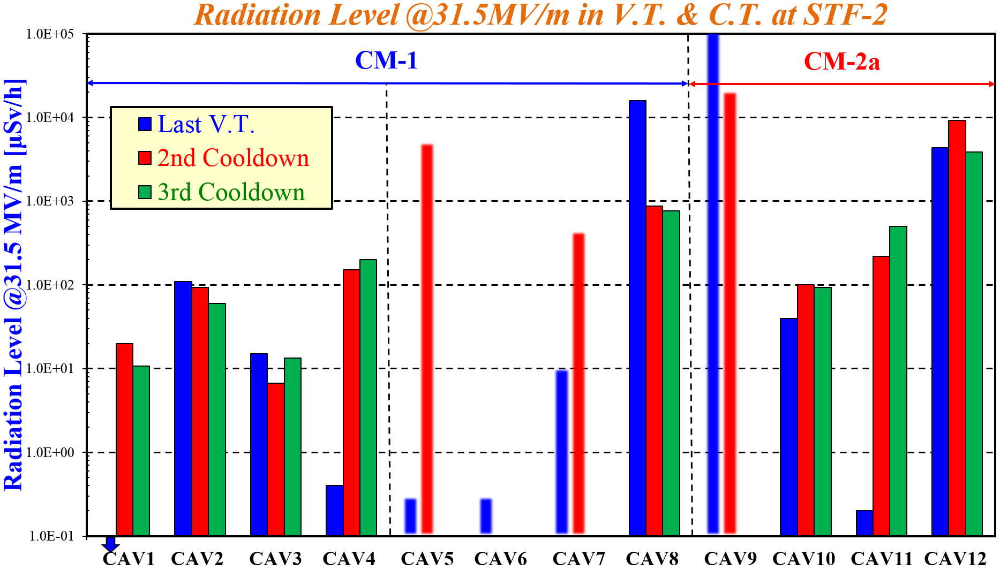 Radiation Level @31.5MV/m in V.T. & C.T. at STF-2
Radiation Level @31.5 MV/m [μSv/h]
1.0E+05
1.0E+04
1.0E+03
1.0E+02
1.0E+01
1.0E+00
1.0E-01
CM-1
CM-2a
Last V.T.
2nd Cooldown
3rd Cooldown
CAV1 CAV2 CAV3 CAV4 CAV5 CAV6 CAV7 CAV8 CAV9 CAV10 CAV11 CAV12